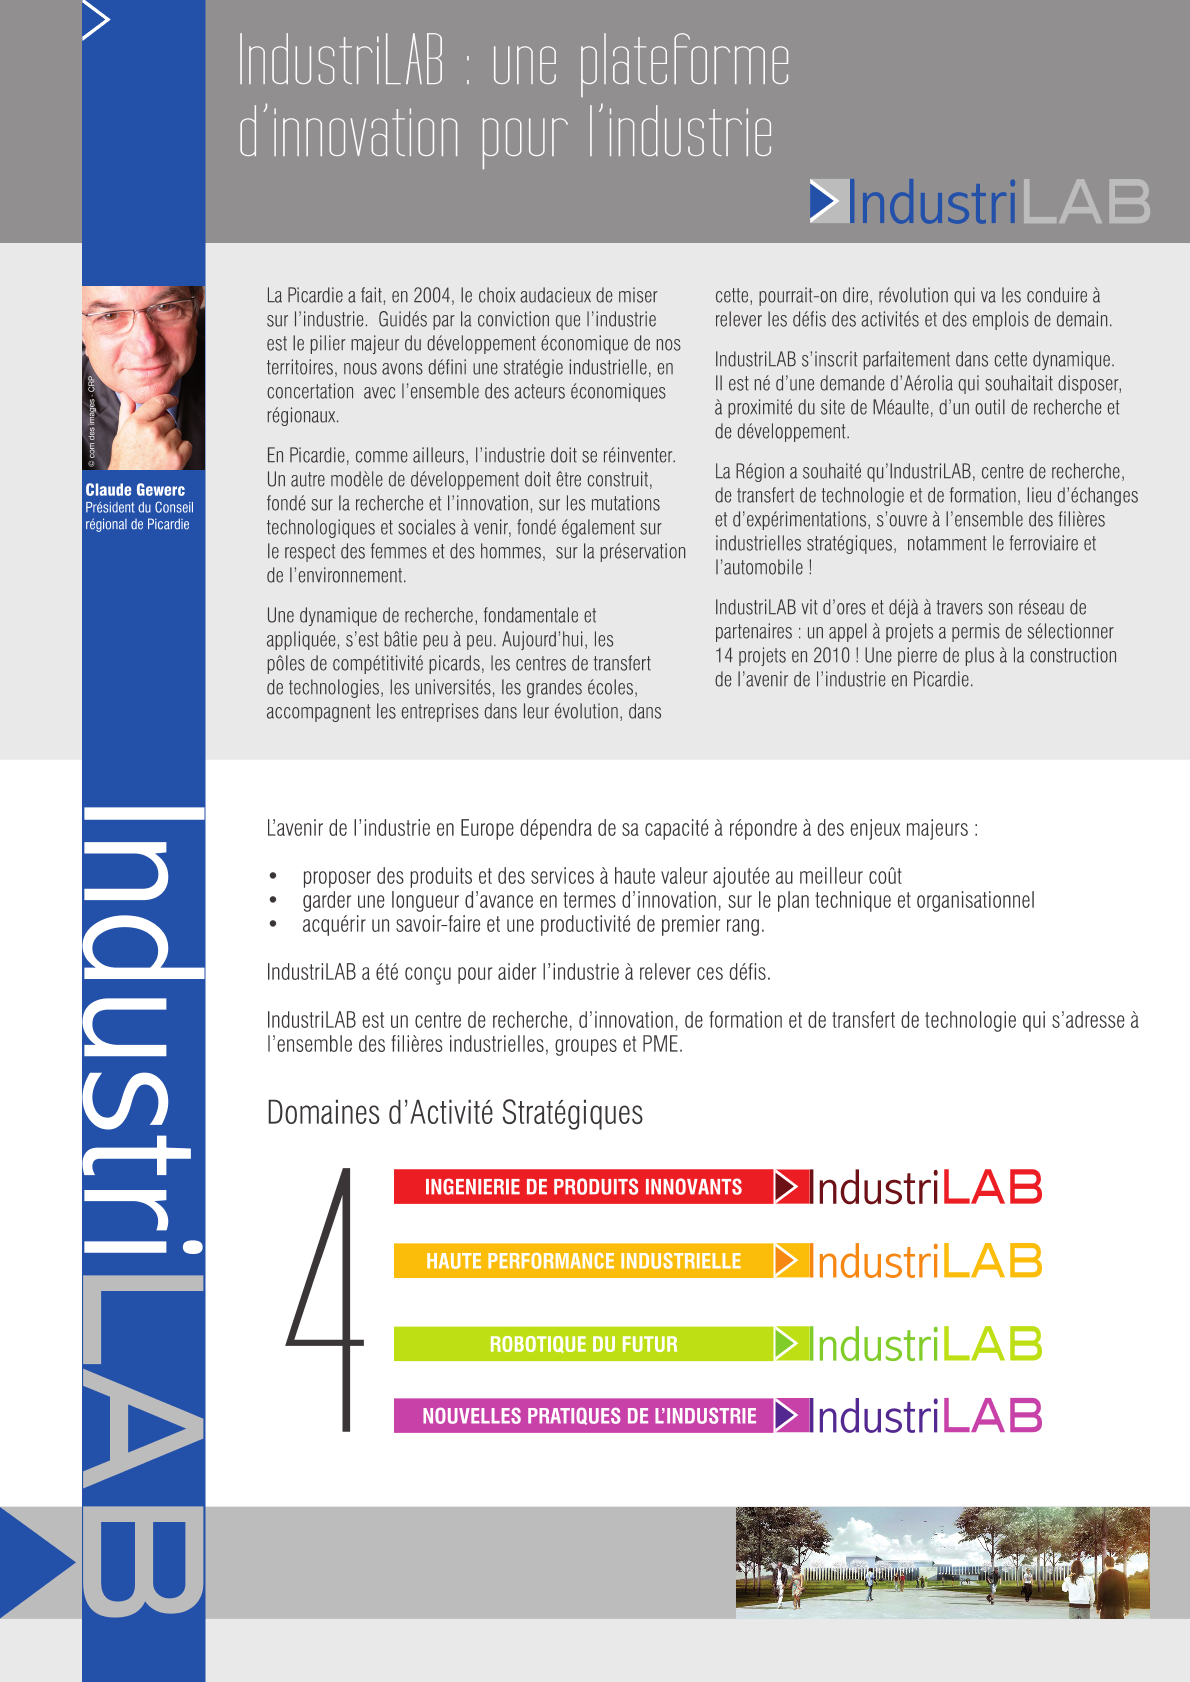 IndustriLAB : une plateforme
d'innovation pour l'industrie
IndustriLAB
© com des images - CRP
Claude Gewerc
Président du Conseil
régional de Picardie
La Picardie a fait, en 2004, le choix audacieux de miser
sur l'industrie.  Guidés par la conviction que l'industrie
est le pilier majeur du développement économique de nos
territoires, nous avons défini une stratégie industrielle, en
concertation  avec l'ensemble des acteurs économiques
régionaux.
En Picardie, comme ailleurs, l'industrie doit se réinventer.
Un autre modèle de développement doit être construit,
fondé sur la recherche et l'innovation, sur les mutations
technologiques et sociales à venir, fondé également sur
le respect des femmes et des hommes,  sur la préservation
de l'environnement.
Une dynamique de recherche, fondamentale et
appliquée, s'est bâtie peu à peu. Aujourd'hui, les
pôles de compétitivité picards, les centres de transfert
de technologies, les universités, les grandes écoles,
accompagnent les entreprises dans leur évolution, dans
cette, pourrait-on dire, révolution qui va les conduire à
relever les défis des activités et des emplois de demain.
IndustriLAB s'inscrit parfaitement dans cette dynamique.
Il est né d'une demande d'Aérolia qui souhaitait disposer,
à proximité du site de Méaulte, d'un outil de recherche et
de développement.
La Région a souhaité qu'IndustriLAB, centre de recherche,
de transfert de technologie et de formation, lieu d'échanges
et d'expérimentations, s'ouvre à l'ensemble des filières
industrielles stratégiques,  notamment le ferroviaire et
l'automobile !
IndustriLAB vit d'ores et déjà à travers son réseau de
partenaires : un appel à projets a permis de sélectionner
14 projets en 2010 ! Une pierre de plus à la construction
de l'avenir de l'industrie en Picardie.
IndustriLAB
L'avenir de l'industrie en Europe dépendra de sa capacité à répondre à des enjeux majeurs :
• proposer des produits et des services à haute valeur ajoutée au meilleur coût
• garder une longueur d'avance en termes d'innovation, sur le plan technique et organisationnel
• acquérir un savoir-faire et une productivité de premier rang.
IndustriLAB a été conçu pour aider l'industrie à relever ces défis.
IndustriLAB est un centre de recherche, d'innovation, de formation et de transfert de technologie qui s'adresse à
l'ensemble des filières industrielles, groupes et PME.
Domaines d'Activité Stratégiques
4
INGENIERIE DE PRODUITS INNOVANTS IndustriLAB
HAUTE PERFORMANCE INDUSTRIELLE IndustriLAB
ROBOTIQUE DU FUTUR IndustriLAB
NOUVELLES PRATIQUES DE L'INDUSTRIE IndustriLAB